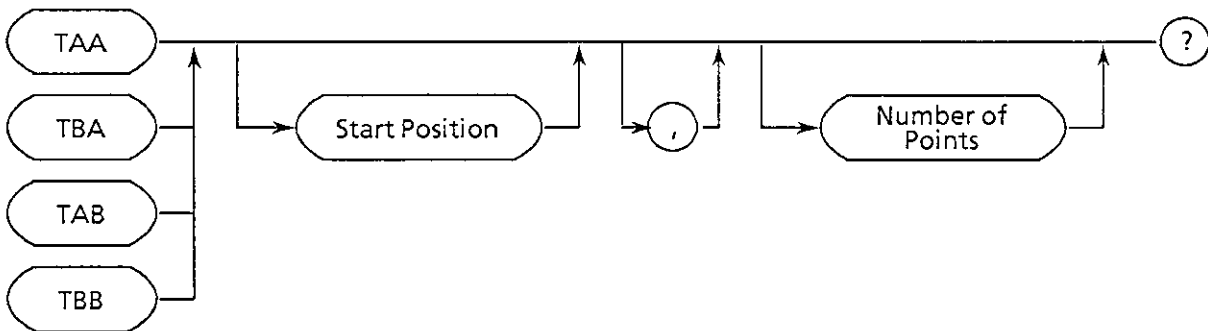 TAA
?
TBA
Start Position
,
Number of
Points
TAB
TBB